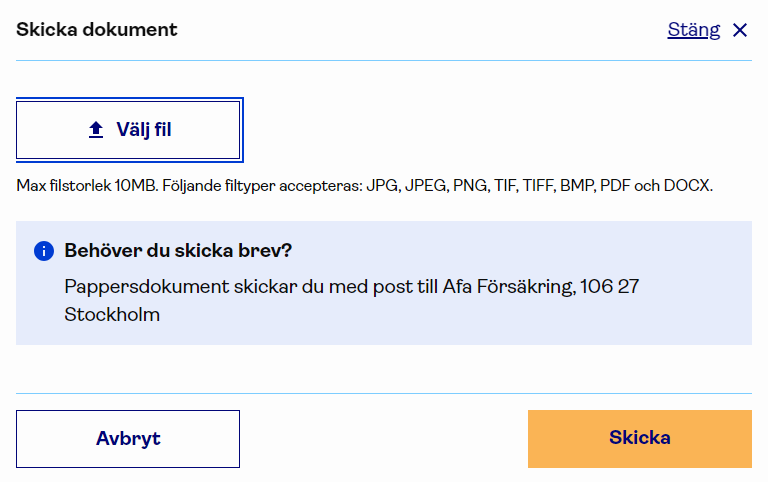 Skicka dokument
Stäng
Välj fil
Max filstorlek 10MB. Följande filtyper accepteras: JPG, JPEG, PNG, TIF, TIFF, BMP, PDF och DOCX.
Behöver du skicka brev?
Pappersdokument skickar du med post till Afa Försäkring, 106 27
Stockholm
Avbryt
Skicka